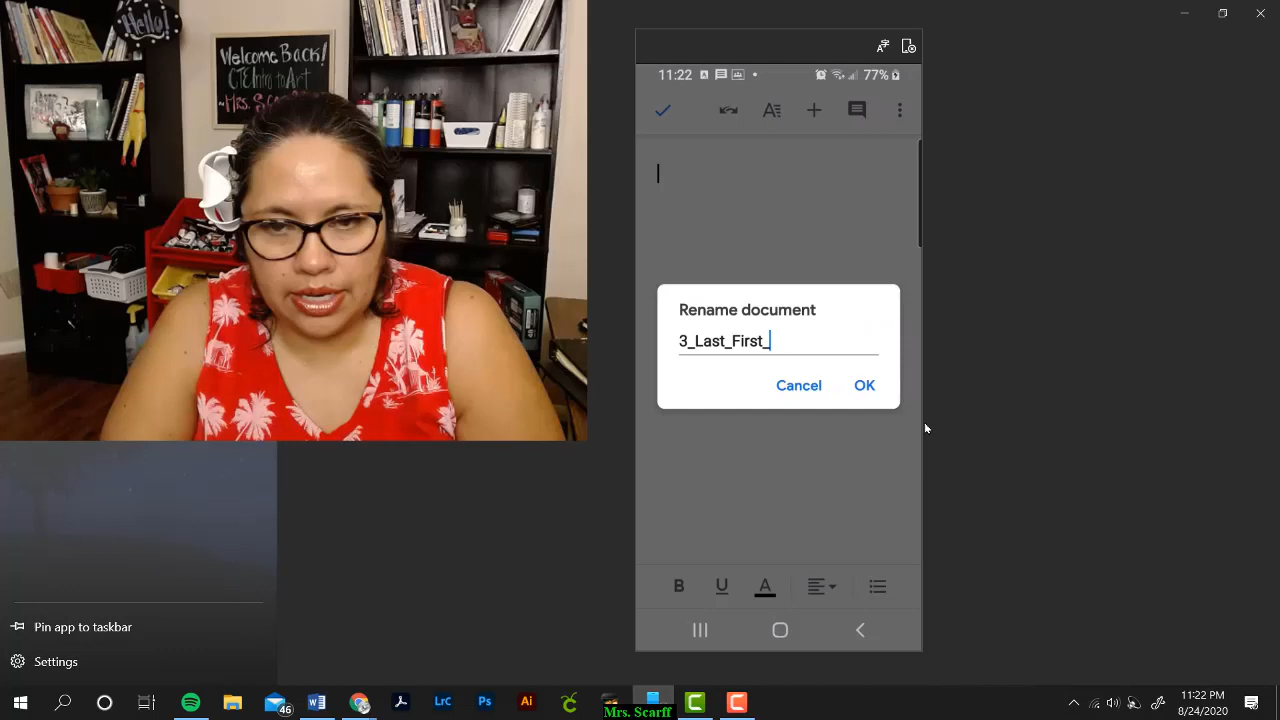 Hello!
Welcome Back!
CTE Intro to Art
11:22
77%
Rename document
3_Last_First_
Cancel
OK
B
U
A
Pin app to taskbar
Settings
46
LrC
Ps
Ai
Mrs. Scarff
11:22 PM
8/24/2020